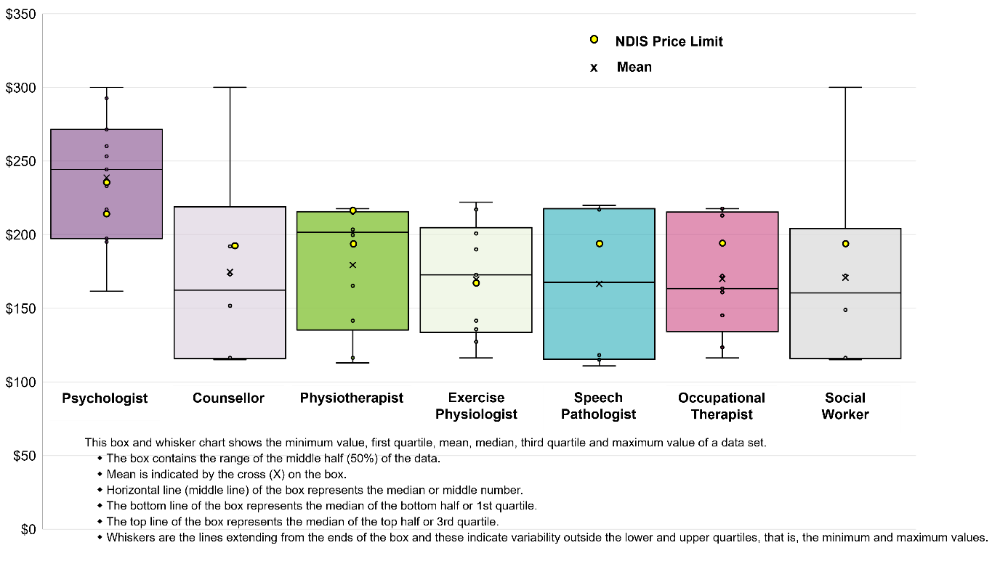 $350
NDIS Price Limit
x Mean
$300
$250
$200
$150
$100
Psychologist
Counsellor
Physiotherapist
Exercise
Physiologist
Speech
Pathologist
Occupational
Therapist
Social
Worker
This box and whisker chart shows the minimum value, first quartile, mean, median, third quartile and maximum value of a data set.
$50
◆ The box contains the range of the middle half (50%) of the data.
◆ Mean is indicated by the cross (X) on the box.
◆ Horizontal line (middle line) of the box represents the median or middle number.
◆ The bottom line of the box represents the median of the bottom half or 1st quartile.
◆ The top line of the box represents the median of the top half or 3rd quartile.
$0
◆ Whiskers are the lines extending from the ends of the box and these indicate variability outside the lower and upper quartiles, that is, the minimum and maximum values.